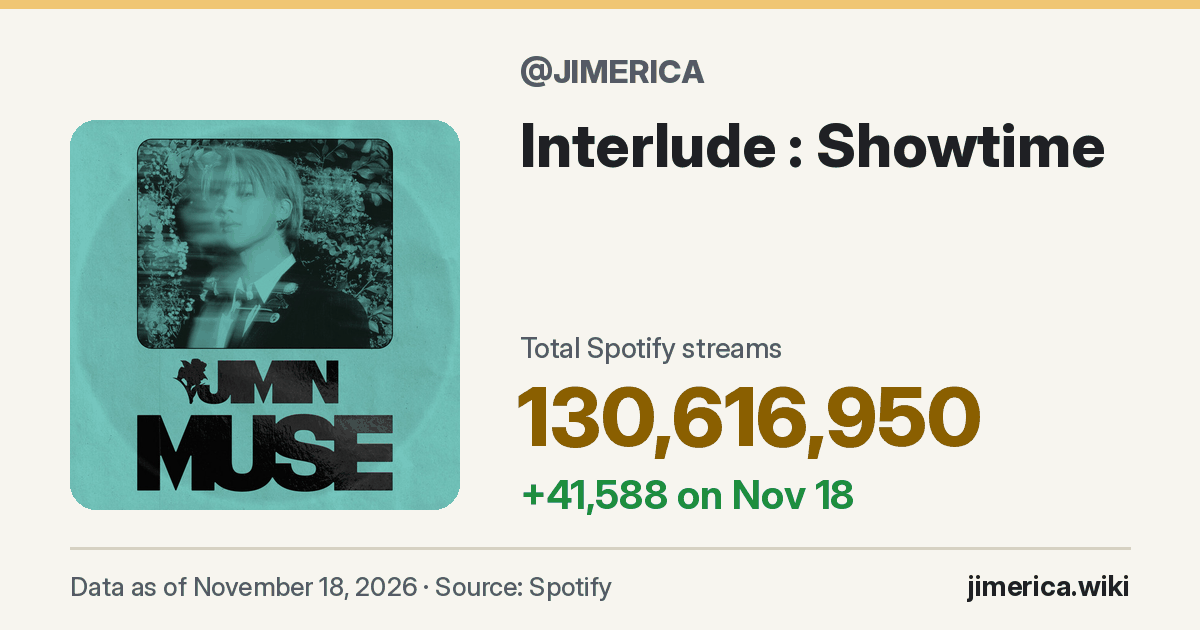 @JIMERICA
Interlude : Showtime
JIMIN
MUSE
Total Spotify streams
130,616,950
+41,588 on Nov 18
Data as of November 18, 2026 · Source: Spotify
jimerica.wiki